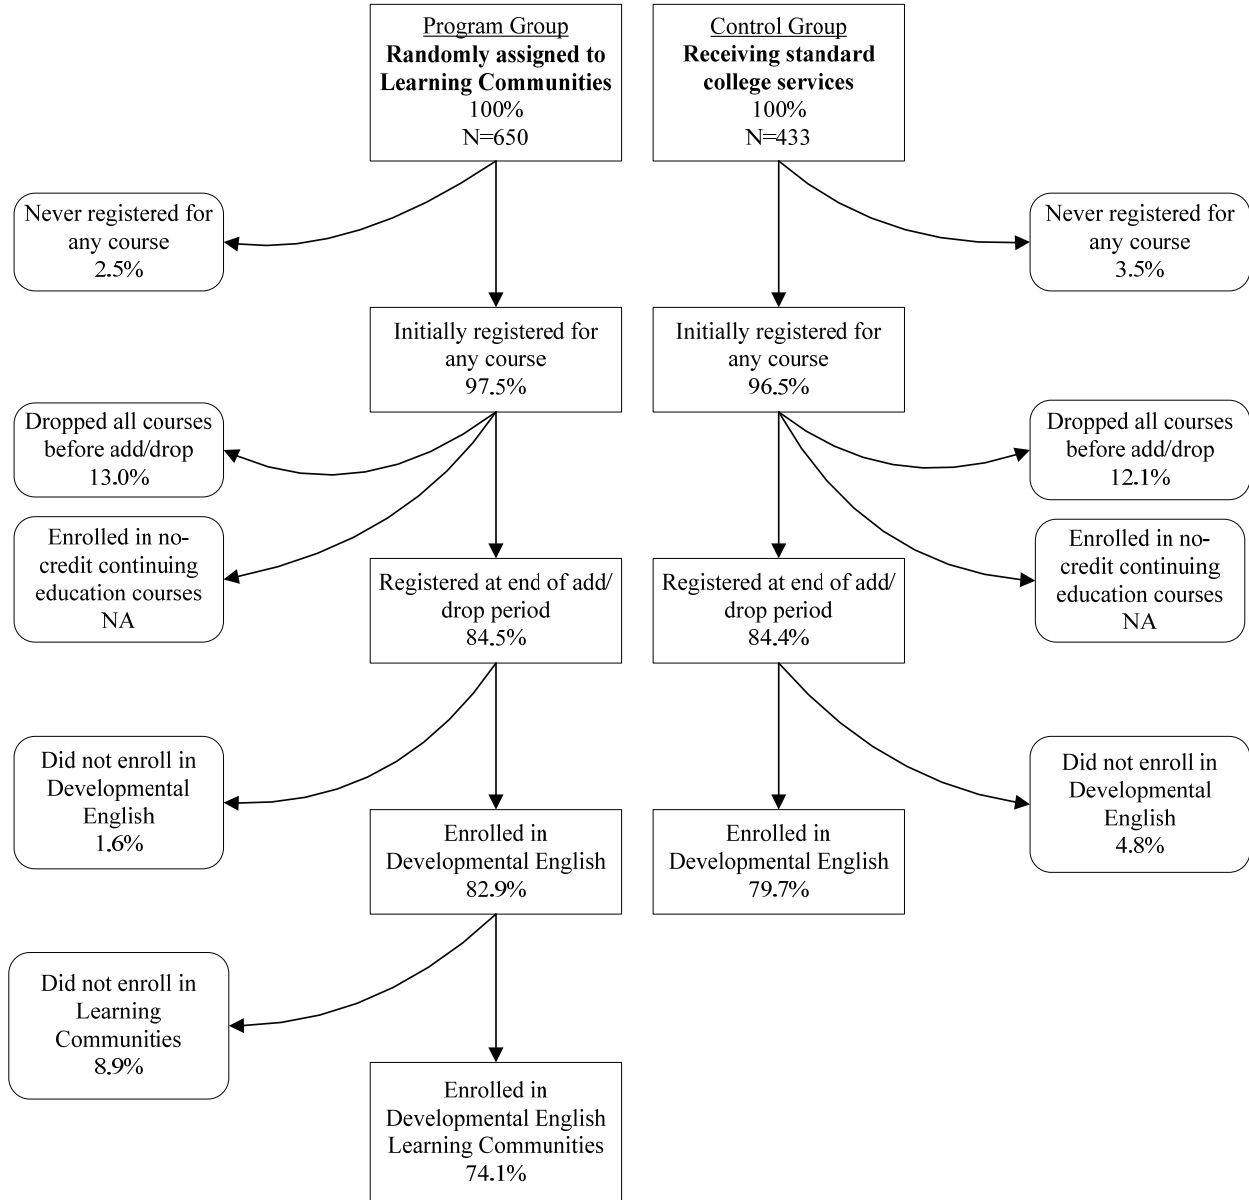 Program Group
Randomly assigned to
Learning Communities
100%
N=650
Control Group
Receiving standard
college services
100%
N=433
Never registered for
any course
2.5%
Never registered for
any course
3.5%
Initially registered for
any course
97.5%
Initially registered for
any course
96.5%
Dropped all courses
before add/drop
13.0%
Dropped all courses
before add/drop
12.1%
Enrolled in no-
credit continuing
education courses
NA
Enrolled in no-
credit continuing
education courses
NA
Registered at end of add/
drop period
84.5%
Registered at end of add/
drop period
84.4%
Did not enroll in
Developmental
English
1.6%
Did not enroll in
Developmental
English
4.8%
Enrolled in
Developmental English
82.9%
Enrolled in
Developmental English
79.7%
Did not enroll in
Learning
Communities
8.9%
Enrolled in
Developmental English
Learning Communities
74.1%